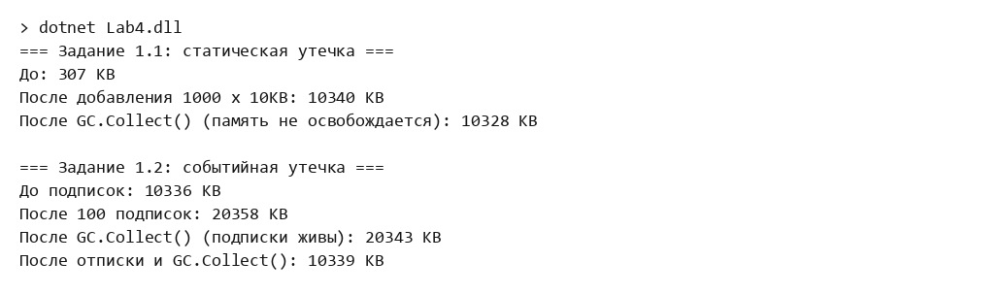 > dotnet Lab4.dll
=== Задание 1.1: статическая утечка ===
До: 307 KB
После добавления 1000 x 10KB: 10340 KB
После GC.Collect() (память не освобождается): 10328 KB
=== Задание 1.2: событийная утечка ===
До подписок: 10336 KB
После 100 подписок: 20358 KB
После GC.Collect() (подписки живы): 20343 KB
После отписки и GC.Collect(): 10339 KB